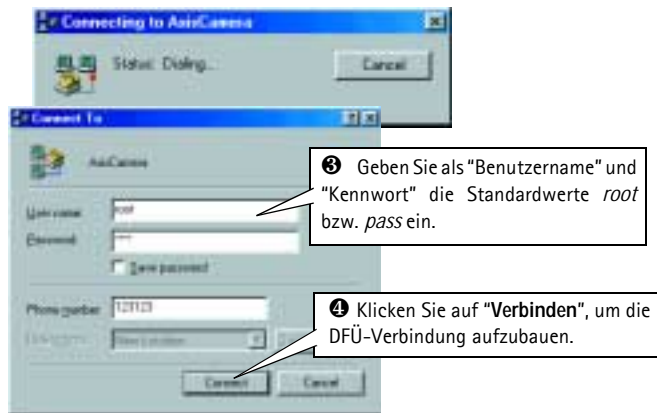 Connecting to AxisCamera
Status: Dialing...
Cancel
Connect To
AxisCamera
User name:
root
Password:
****
Save password
Phone number:
123123
New Location
Connect
Cancel
❸ Geben Sie als "Benutzername" und
"Kennwort" die Standardwerte root
bzw. pass ein.
❹ Klicken Sie auf "Verbinden", um die
DFÜ-Verbindung aufzubauen.